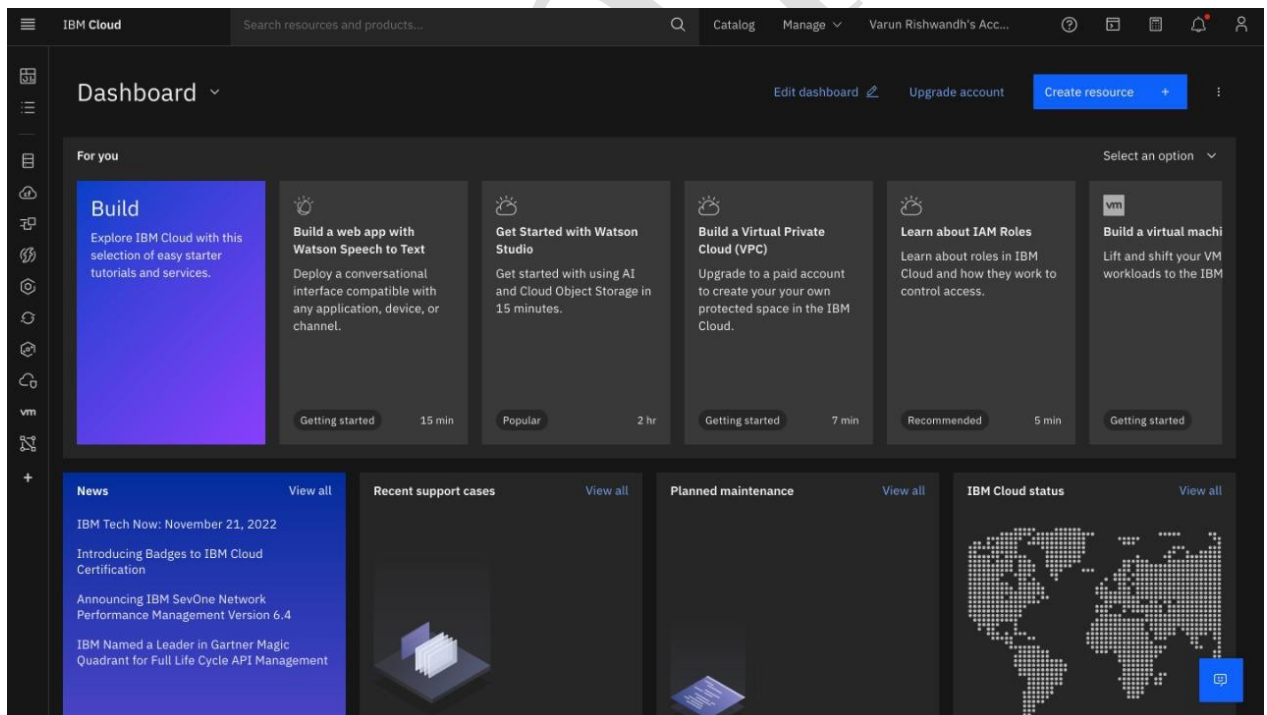 IBM Cloud
Search resources and products...
Catalog
Manage
Varun Rishwandh's Acc...
Dashboard
Edit dashboard
Upgrade account
Create resource +
For you
Select an option
Build
Explore IBM Cloud with this
selection of easy starter
tutorials and services.
Build a web app with
Watson Speech to Text
Deploy a conversational
interface compatible with
any application, device, or
channel.
Getting started
15 min
Get Started with Watson
Studio
Get started with using AI
and Cloud Object Storage in
15 minutes.
Popular
2 hr
Build a Virtual Private
Cloud (VPC)
Upgrade to a paid account
to create your your own
protected space in the IBM
Cloud.
Getting started
7 min
Learn about IAM Roles
Learn about roles in IBM
Cloud and how they work to
control access.
Recommended
5 min
vm
Build a virtual machi
Lift and shift your VM
workloads to the IBM
Getting started
vm
News
View all
IBM Tech Now: November 21, 2022
Introducing Badges to IBM Cloud
Certification
Announcing IBM SevOne Network
Performance Management Version 6.4
IBM Named a Leader in Gartner Magic
Quadrant for Full Life Cycle API Management
Recent support cases
View all
Planned maintenance
View all
IBM Cloud status
View all